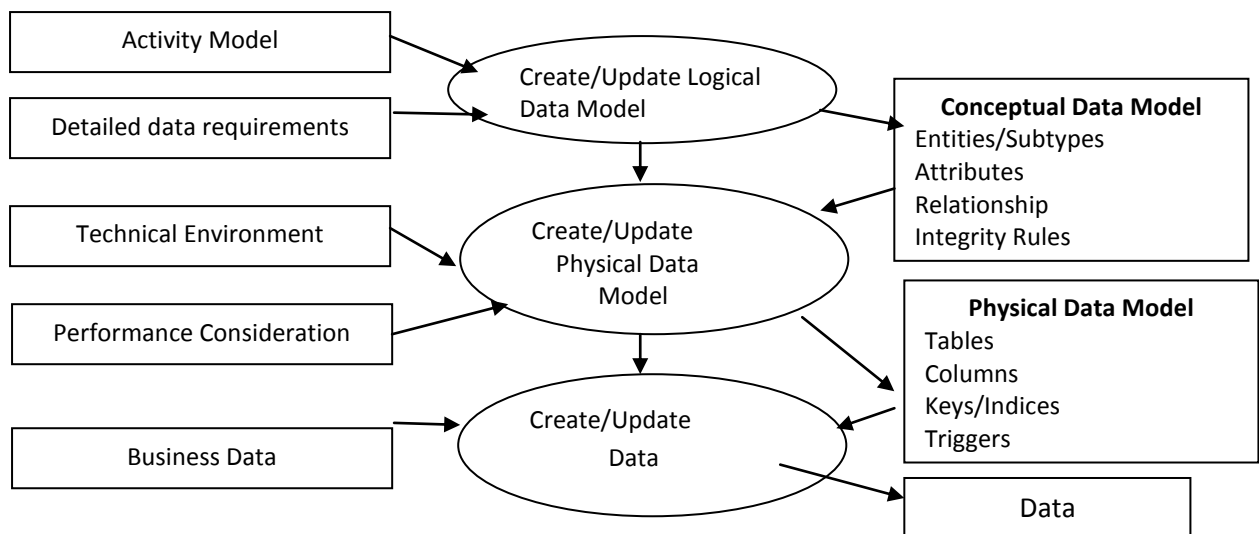 Activity Model
Detailed data requirements
Technical Environment
Performance Consideration
Business Data
Create/Update Logical
Data Model
Create/Update
Physical Data
Model
Create/Update
Data
Conceptual Data Model
Entities/Subtypes
Attributes
Relationship
Integrity Rules
Physical Data Model
Tables
Columns
Keys/Indices
Triggers
Data